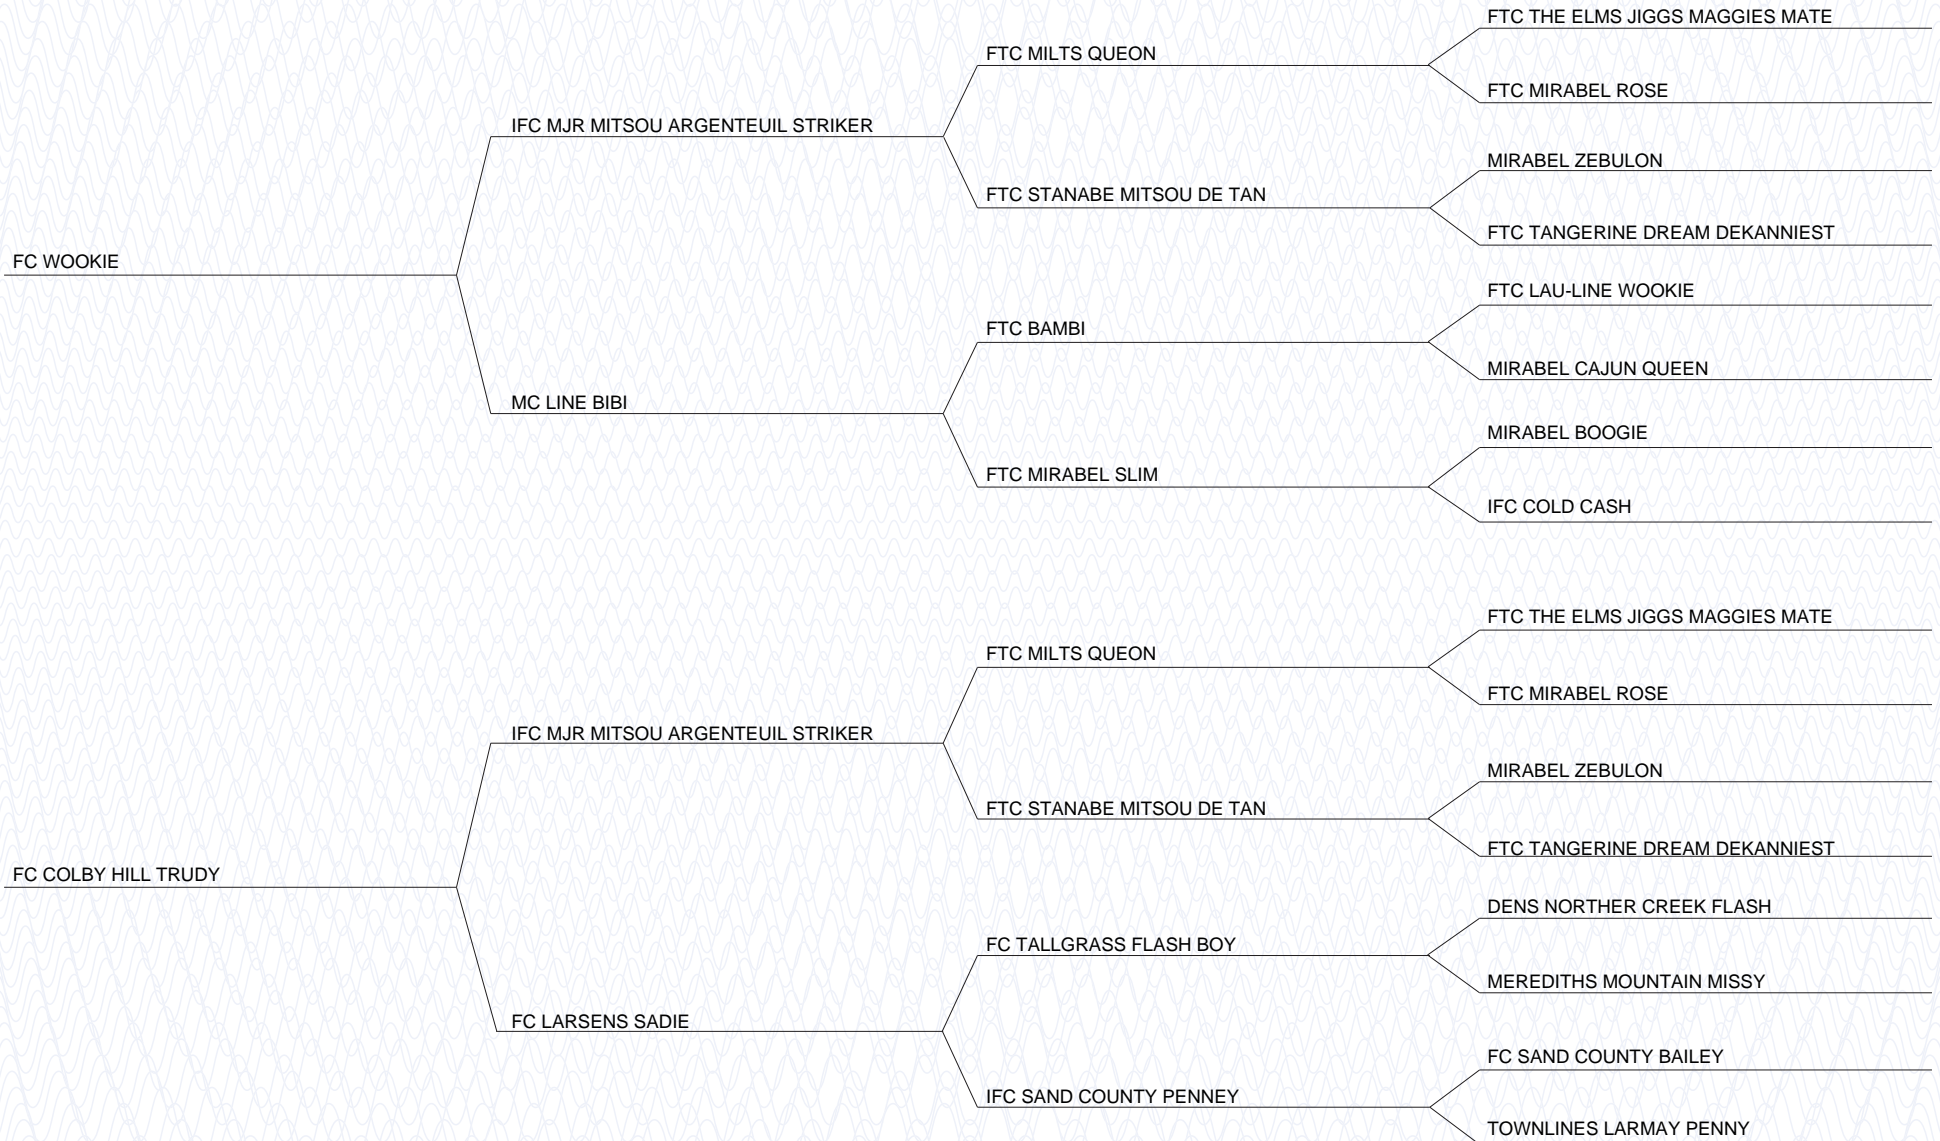 FTC THE ELMS JIGGS MAGGIES MATE
FTC MILTS QUEON
FTC MIRABEL ROSE
IFC MJR MITSOU ARGENTEUIL STRIKER
MIRABEL ZEBULON
FTC STANABE MITSOU DE TAN
FTC TANGERINE DREAM DEKANNIEST
FC WOOKIE
FTC LAU-LINE WOOKIE
FTC BAMBI
MIRABEL CAJUN QUEEN
MC LINE BIBI
MIRABEL BOOGIE
FTC MIRABEL SLIM
IFC COLD CASH
FTC THE ELMS JIGGS MAGGIES MATE
FTC MILTS QUEON
FTC MIRABEL ROSE
IFC MJR MITSOU ARGENTEUIL STRIKER
MIRABEL ZEBULON
FTC STANABE MITSOU DE TAN
FTC TANGERINE DREAM DEKANNIEST
FC COLBY HILL TRUDY
DENS NORTHER CREEK FLASH
FC TALLGRASS FLASH BOY
MEREDITHS MOUNTAIN MISSY
FC LARSENS SADIE
FC SAND COUNTY BAILEY
IFC SAND COUNTY PENNEY
TOWNLINES LARMAY PENNY